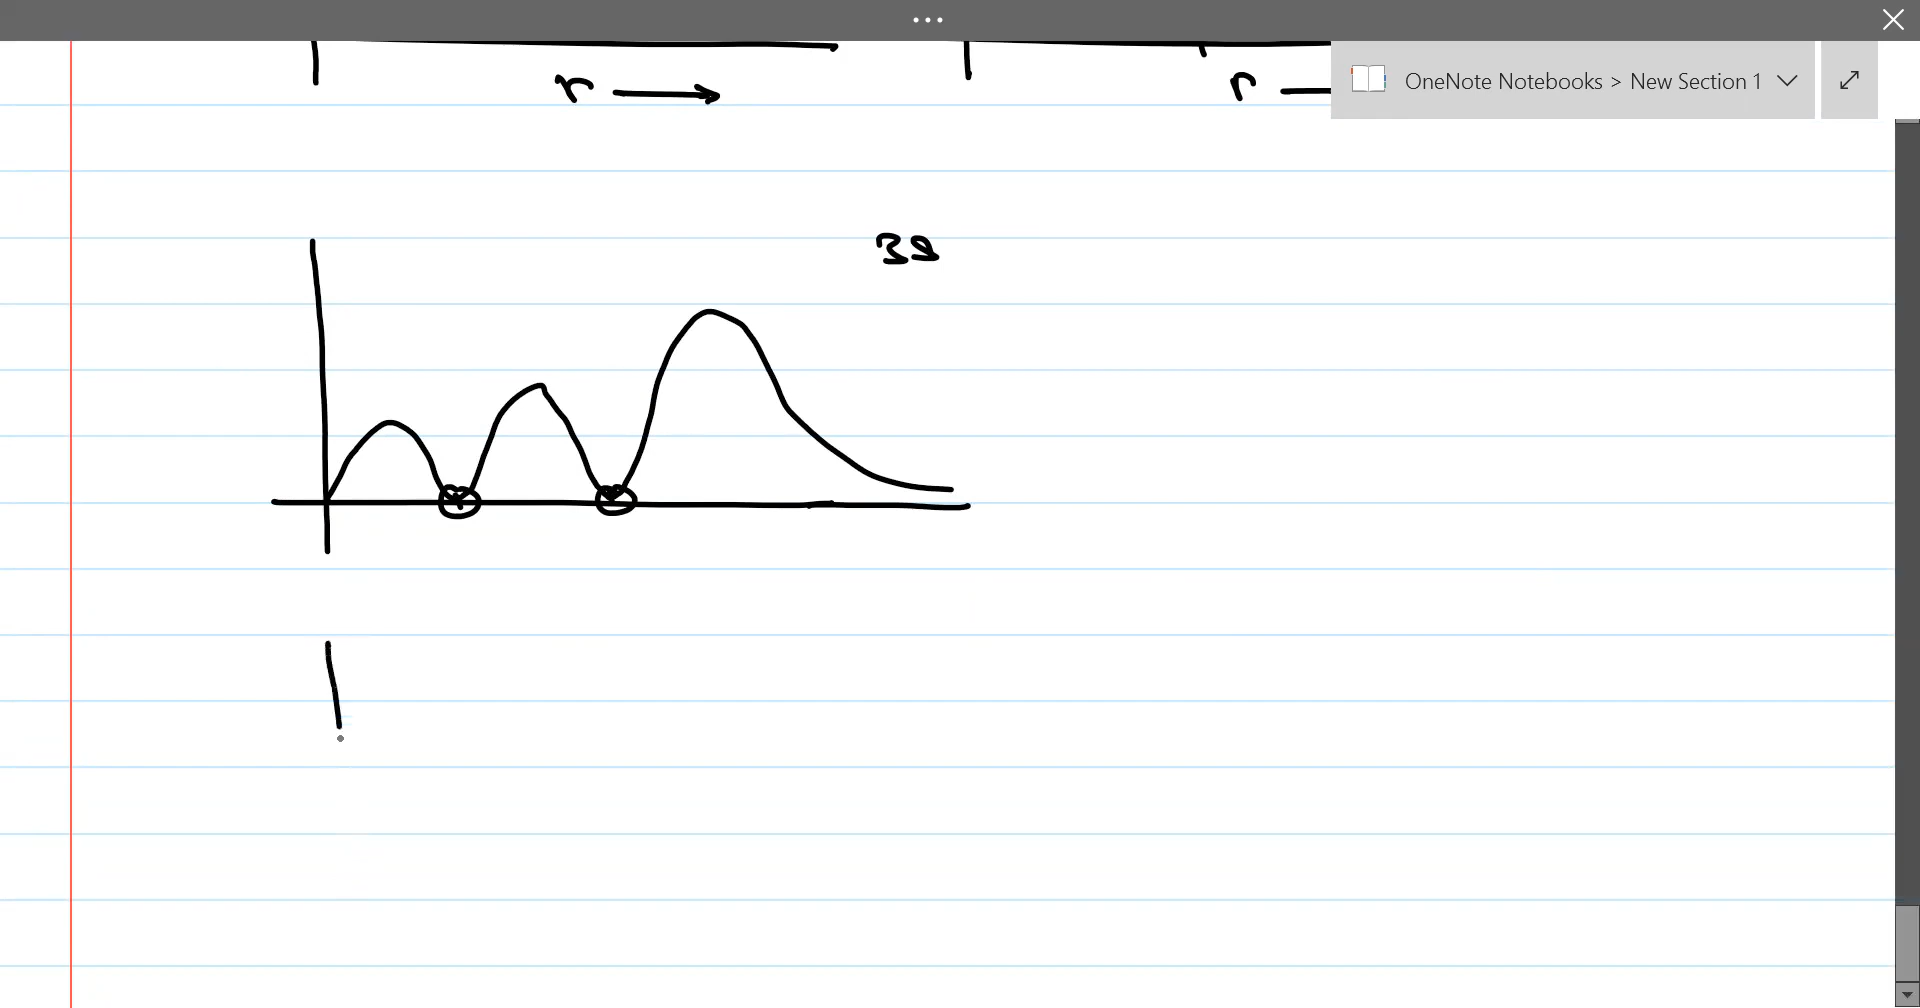 ...
r → r
OneNote Notebooks > New Section 1
3s